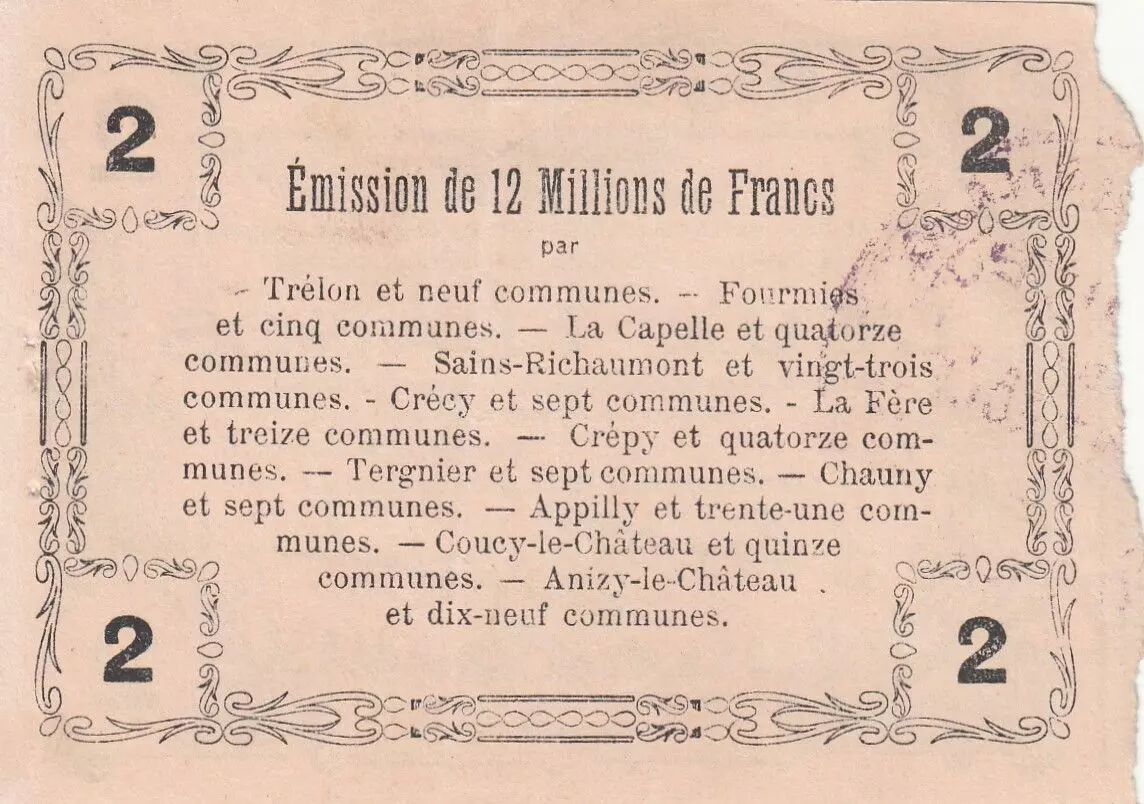 2 2
Émission de 12 Millions de Francs
par
- Trélon et neuf communes. — Fourmies
et cinq communes. — La Capelle et quatorze
communes. — Sains-Richaumont et vingt-trois
communes. - Crécy et sept communes. - La Fère
et treize communes. — Crépy et quatorze com-
munes. — Tergnier et sept communes. — Chauny
et sept communes. — Appilly et trente-une com-
munes. — Coucy-le-Château et quinze
communes. — Anizy-le-Château
et dix-neuf communes.
2 2